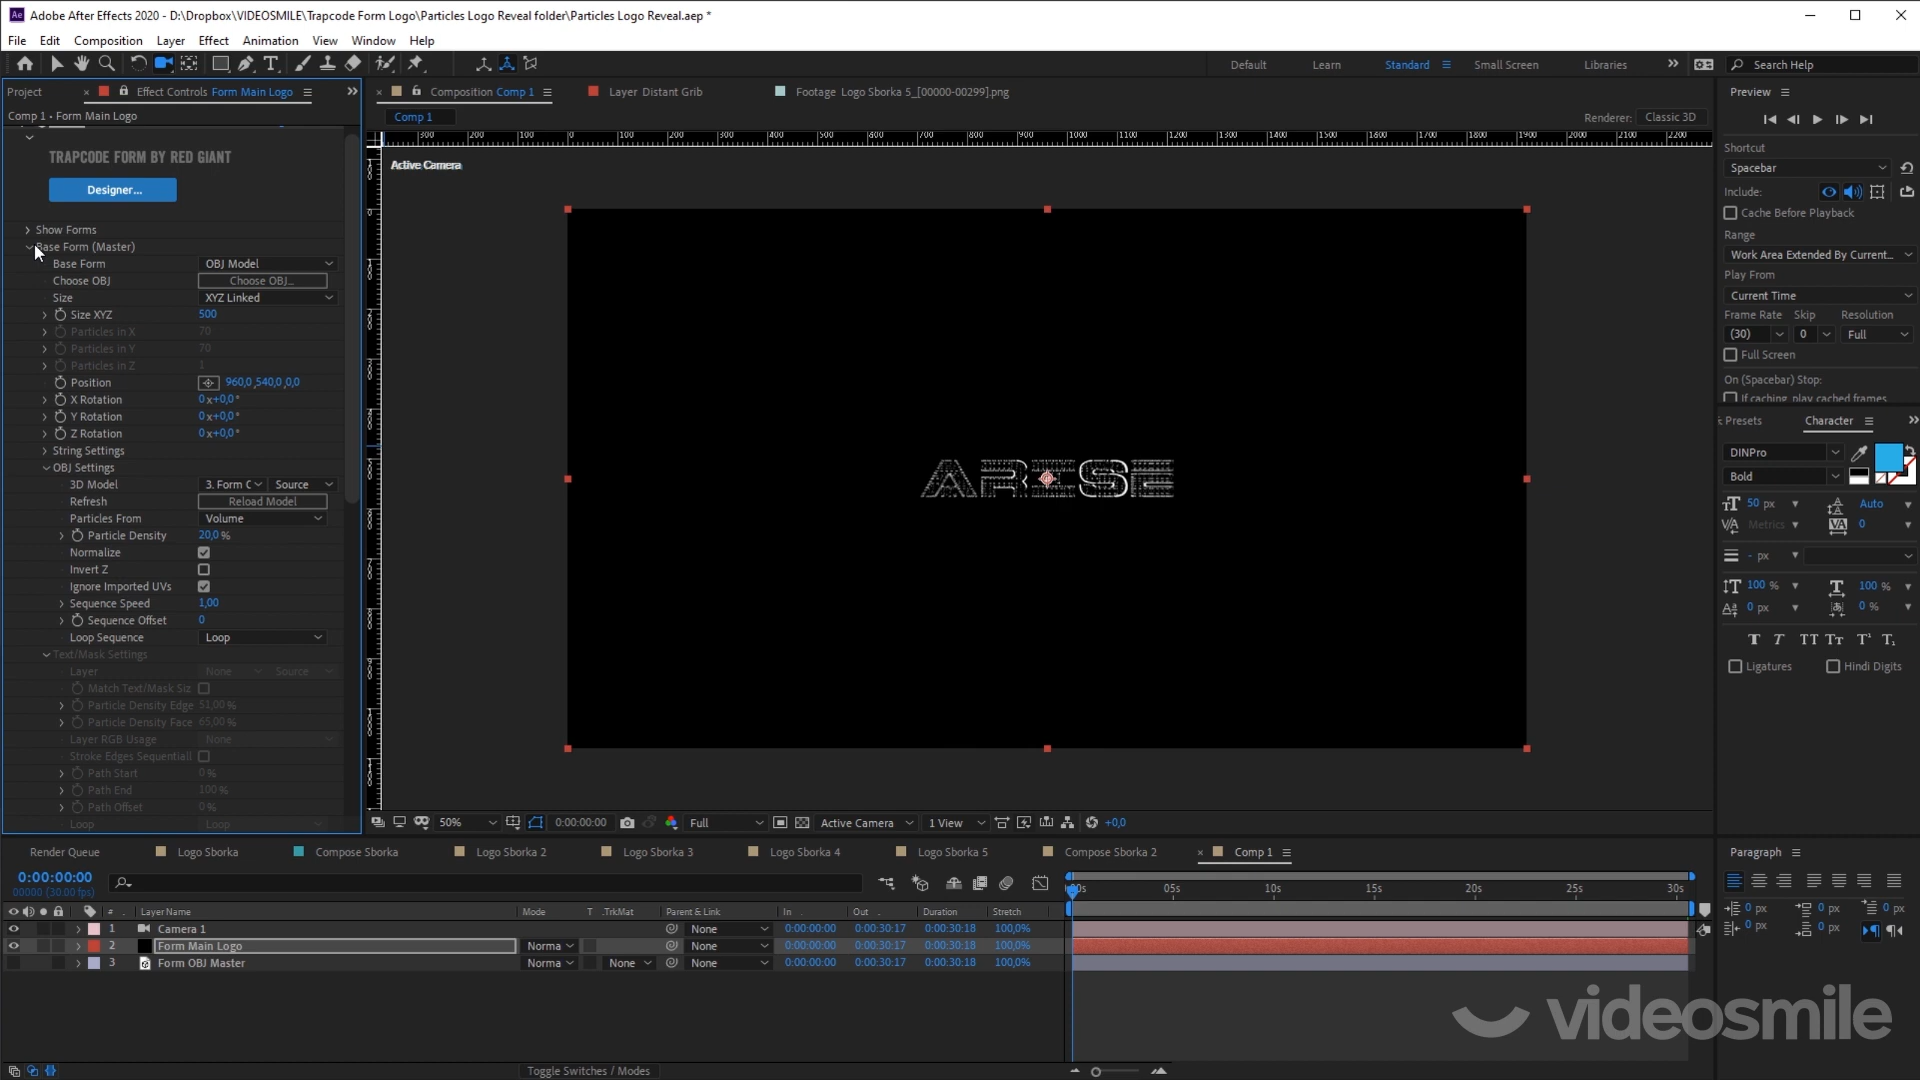 Adobe After Effects 2020 - D:\Dropbox\VIDEOSMILE\Trapcode Form Logo\Particles Logo Reveal folder\Particles Logo Reveal.aep *
File Edit Composition Layer Effect Animation View Window Help
Default Learn Standard Small Screen Libraries Search Help
Project Effect Controls Form Main Logo
Composition Comp 1 Layer Distant Grib Footage Logo Sborka 5_[00000-00299].png
Comp 1 • Form Main Logo
Comp 1
Renderer: Classic 3D
Active Camera
TRAPCODE FORM BY RED GIANT
Designer...
Show Forms
Base Form (Master)
Base Form OBJ Model
Choose OBJ Choose OBJ...
Size XYZ Linked
Size XYZ 500
Particles in X 70
Particles in Y 70
Particles in Z 1
Position 960,0 ,540,0 ,0,0
X Rotation 0x+0,0°
Y Rotation 0x+0,0°
Z Rotation 0x+0,0°
String Settings
OBJ Settings
3D Model 3. Form C Source
Refresh Reload Model
Particles From Volume
Particle Density 20,0 %
Normalize
Invert Z
Ignore Imported UVs
Sequence Speed 1,00
Sequence Offset 0
Loop Sequence Loop
Text/Mask Settings
Layer None Source
Match Text/Mask Siz
Particle Density Edge 51,00 %
Particle Density Face 65,00 %
Layer RGB Usage None
Stroke Edges Sequentiall
Path Start 0 %
Path End 100 %
Path Offset 0 %
Loop Loop
ARISE
50% 0:00:00:00 Full Active Camera 1 View +0,0
Preview
Shortcut
Spacebar
Include:
Cache Before Playback
Range
Work Area Extended By Current...
Play From
Current Time
Frame Rate Skip Resolution
(30) 0 Full
Full Screen
On (Spacebar) Stop:
If caching, play cached frames
Presets Character
DINPro
Bold
50 px Auto
Metrics 0
- px
100 % 100 %
0 px 0 %
Ligatures Hindi Digits
Render Queue Logo Sborka Compose Sborka Logo Sborka 2 Logo Sborka 3 Logo Sborka 4 Logo Sborka 5 Compose Sborka 2 Comp 1
0:00:00:00
00000 (30.00 fps)
05s 10s 15s 20s 25s 30s
# Layer Name Mode T .TrkMat Parent & Link In Out Duration Stretch
1 Camera 1 None 0:00:00:00 0:00:30:17 0:00:30:18 100,0%
2 Form Main Logo Norma None 0:00:00:00 0:00:30:17 0:00:30:18 100,0%
3 Form OBJ Master Norma None None 0:00:00:00 0:00:30:17 0:00:30:18 100,0%
Toggle Switches / Modes
Paragraph
0 px 0 px 0 px
0 px 0 px
videosmile